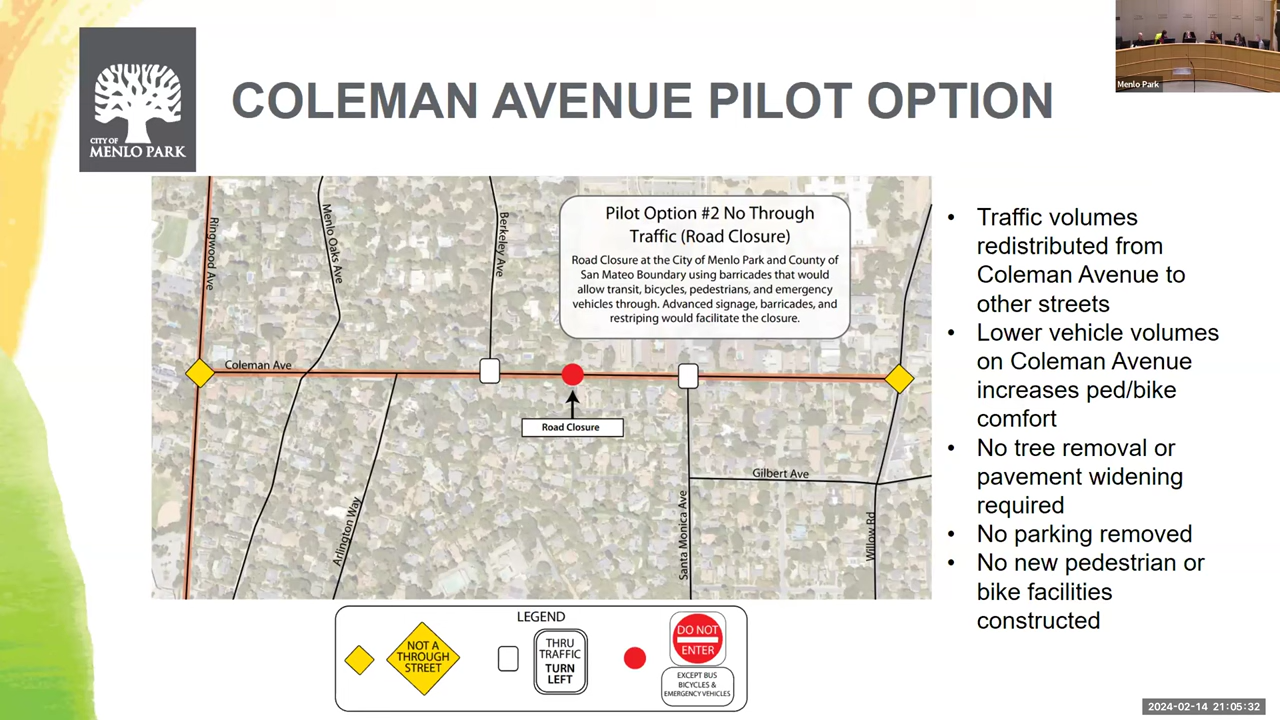 CITY OF
MENLO PARK
COLEMAN AVENUE PILOT OPTION
Menlo Park
Ringwood Ave
Menlo Oaks Ave
Berkeley Ave
Pilot Option #2 No Through
Traffic (Road Closure)
Road Closure at the City of Menlo Park and County of
San Mateo Boundary using barricades that would
allow transit, bicycles, pedestrians, and emergency
vehicles through. Advanced signage, barricades, and
restriping would facilitate the closure.
Coleman Ave
Road Closure
Arlington Way
Santa Monica Ave
Gilbert Ave
Willow Rd
• Traffic volumes
redistributed from
Coleman Avenue to
other streets
• Lower vehicle volumes
on Coleman Avenue
increases ped/bike
comfort
• No tree removal or
pavement widening
required
• No parking removed
• No new pedestrian or
bike facilities
constructed
LEGEND
NOT A
THROUGH
STREET
THRU
TRAFFIC
TURN
LEFT
DO NOT
ENTER
EXCEPT BUS
BICYCLES &
EMERGENCY VEHICLES
2024-02-14 21:05:32